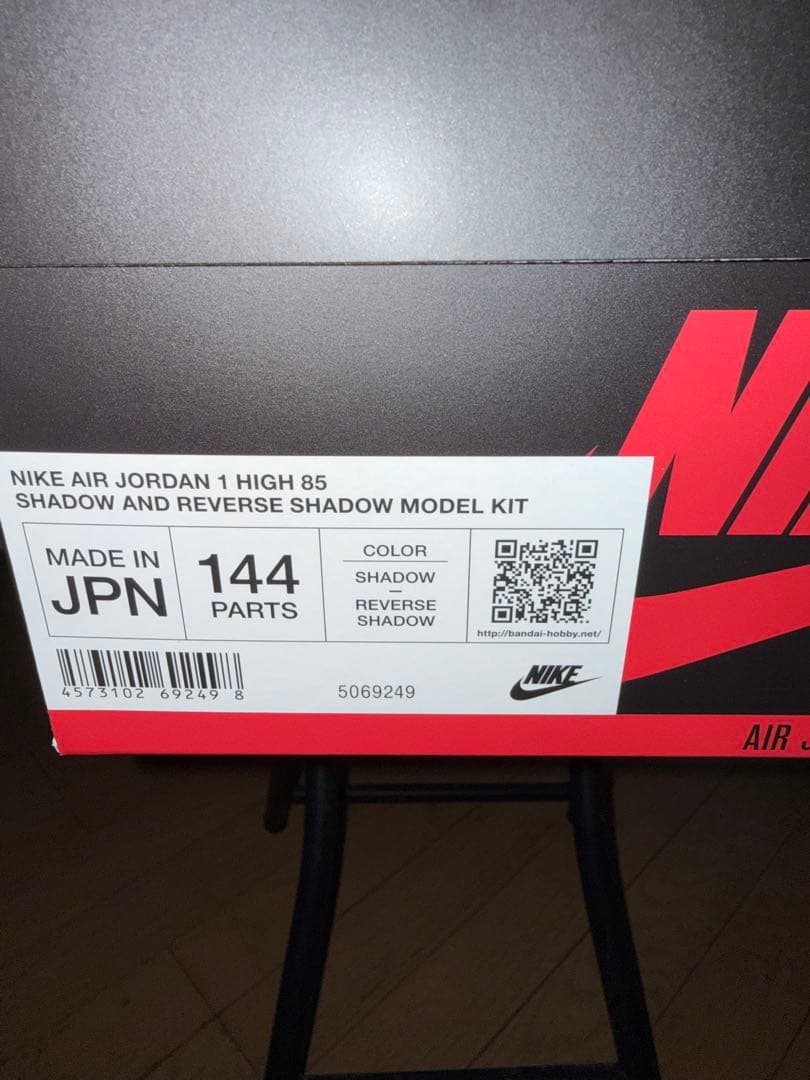 NIKE AIR JORDAN 1 HIGH 85
SHADOW AND REVERSE SHADOW MODEL KIT
MADE IN
JPN
144
PARTS
COLOR
SHADOW
–
REVERSE
SHADOW
http://bandai-hobby.net/
4573102 69249 8
5069249
NIKE
NI
AIR J